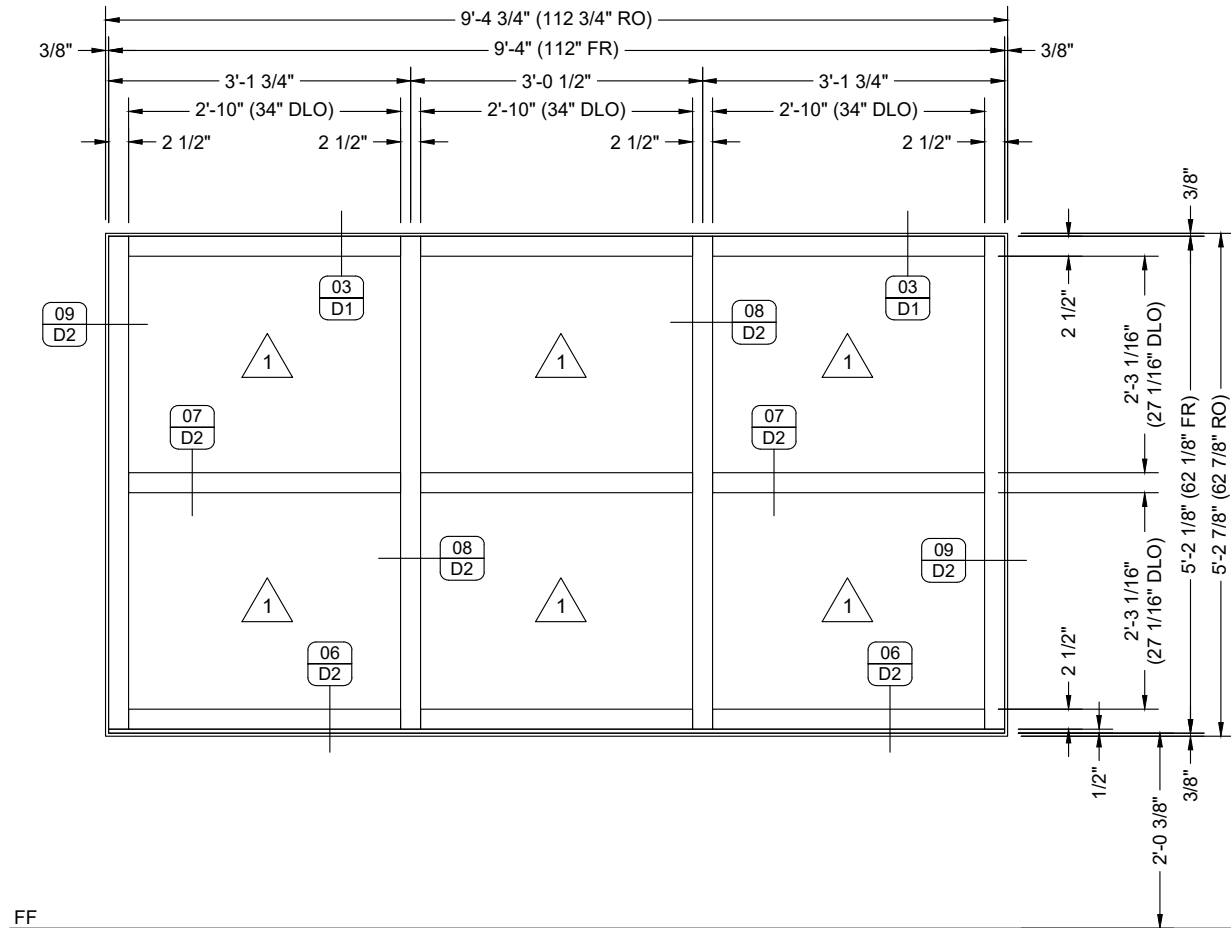 9'-4 3/4" (112 3/4" RO)
3/8"
9'-4" (112" FR)
3/8"
3'-1 3/4"
3'-0 1/2"
3'-1 3/4"
2'-10" (34" DLO)
2'-10" (34" DLO)
2'-10" (34" DLO)
2 1/2"
2 1/2"
2 1/2"
2 1/2"
3/8"
03
D1
03
D1
09
D2
08
D2
1
1
1
2 1/2"
2'-3 1/16"
(27 1/16" DLO)
5'-2 1/8" (62 1/8" FR)
5'-2 7/8" (62 7/8" RO)
07
D2
07
D2
08
D2
09
D2
1
1
1
2'-3 1/16"
(27 1/16" DLO)
06
D2
06
D2
2 1/2"
1/2"
3/8"
2'-0 3/8"
FF